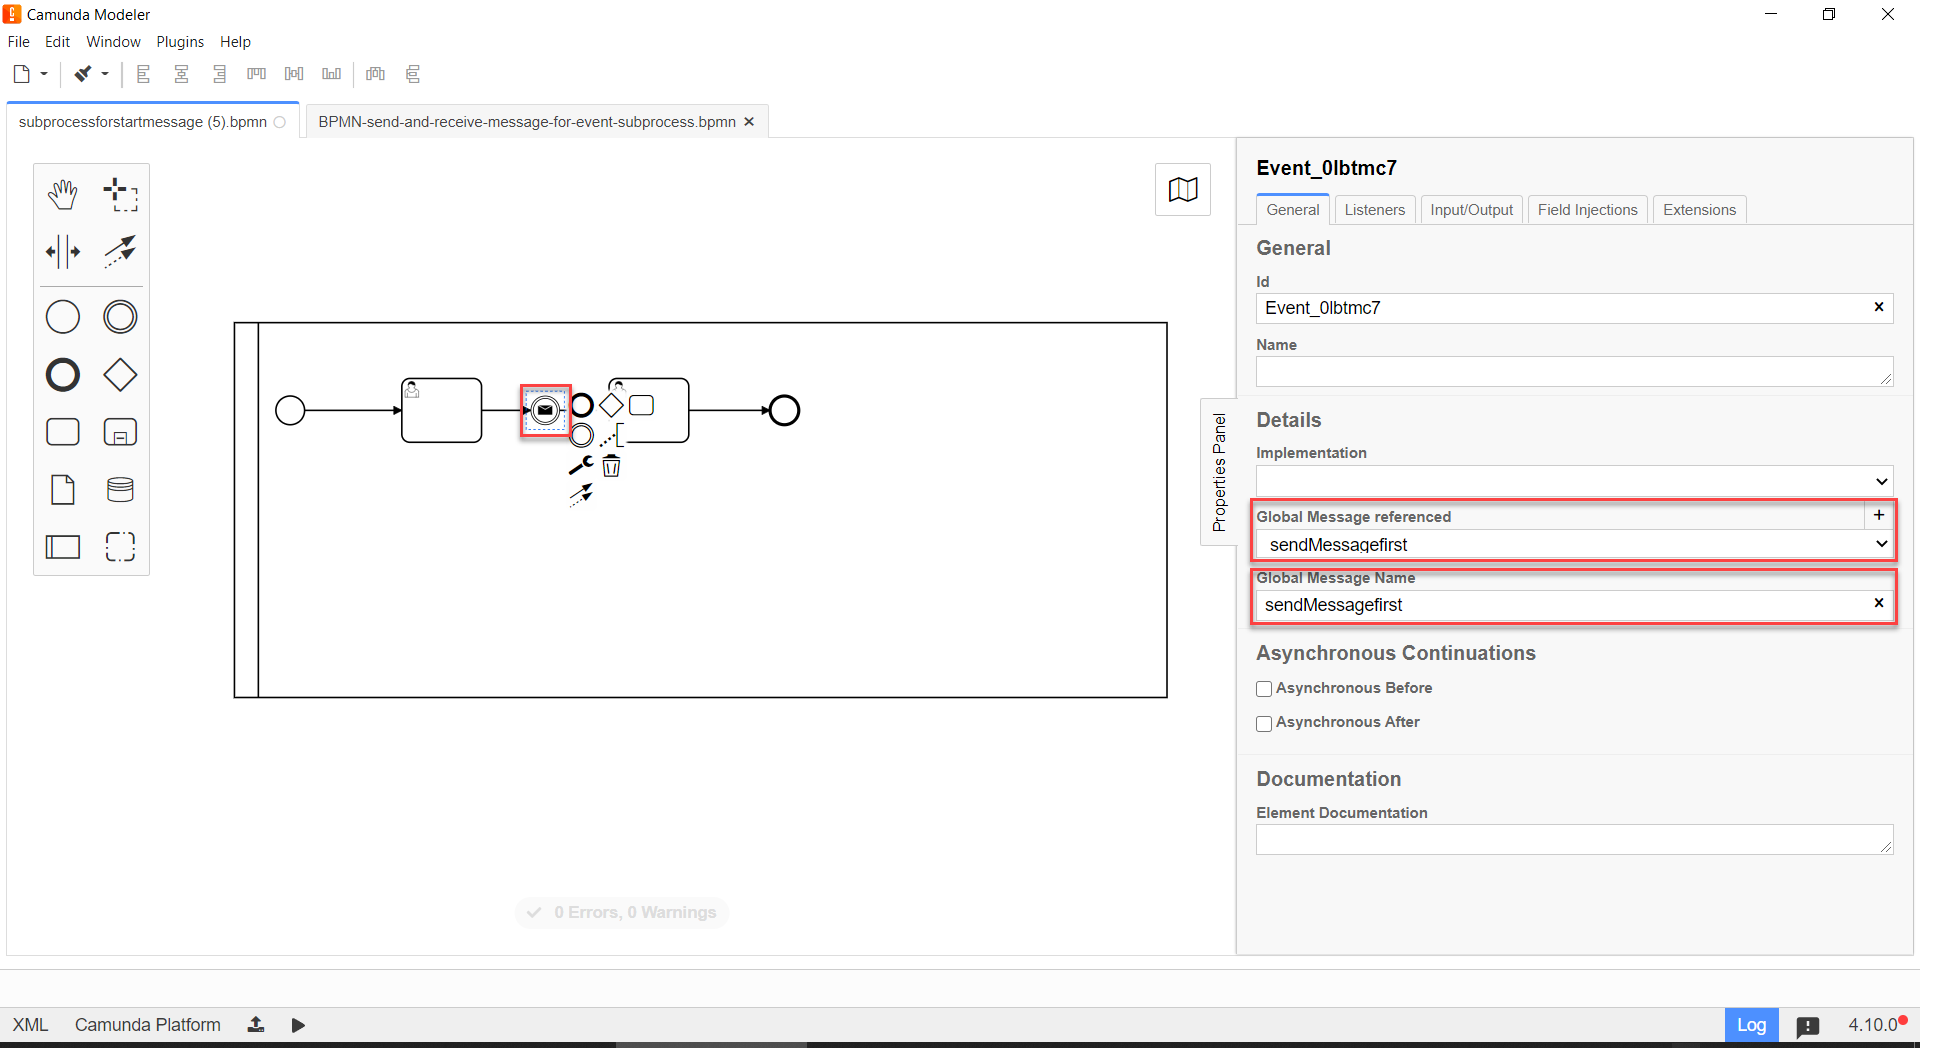 Camunda Modeler
File Edit Window Plugins Help
subprocessforstartmessage (5).bpmn
BPMN-send-and-receive-message-for-event-subprocess.bpmn
Event_0lbtmc7
General Listeners Input/Output Field Injections Extensions
General
Id
Event_0lbtmc7
Name
Properties Panel
Details
Implementation
Global Message referenced
+
sendMessagefirst
Global Message Name
sendMessagefirst
Asynchronous Continuations
Asynchronous Before
Asynchronous After
Documentation
Element Documentation
0 Errors, 0 Warnings
XML Camunda Platform Log 4.10.0